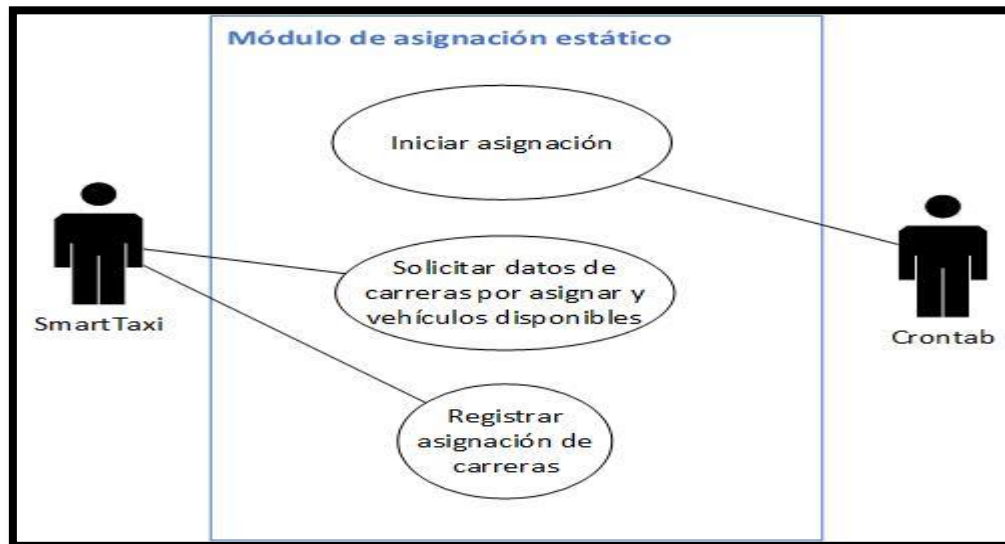 Módulo de asignación estático
Iniciar asignación
Solicitar datos de
carreras por asignar y
vehículos disponibles
SmartTaxi
Crontab
Registrar
asignación de
carreras